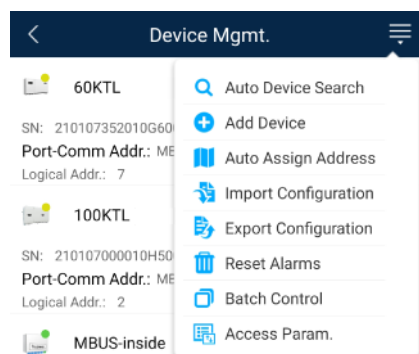 Device Mgmt.
60KTL
SN: 210107352010G60
Port-Comm Addr.: ME
Logical Addr.: 7
100KTL
SN: 210107000010H50
Port-Comm Addr.: ME
Logical Addr.: 2
MBUS-inside
Auto Device Search
Add Device
Auto Assign Address
Import Configuration
Export Configuration
Reset Alarms
Batch Control
Access Param.